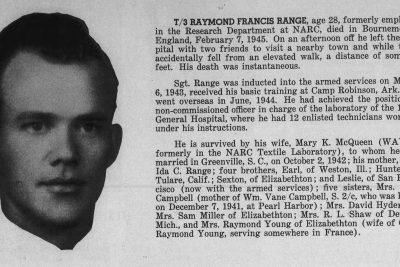 T/3 RAYMOND FRANCIS RANGE, age 28, formerly empl
in the Research Department at NARC, died in Bournem
England, February 7, 1945. On an afternoon off he left the
pital with two friends to visit a nearby town and while t
accidentally fell from an elevated walk, a distance of som
feet. His death was instantaneous.
Sgt. Range was inducted into the armed services on M
6, 1943, received his basic training at Camp Robinson, Ark.
went overseas in June, 1944. He had achieved the positi
non-commissioned officer in charge of the laboratory of the
General Hospital, where he had 12 enlisted technicians wor
under his instructions.
He is survived by his wife, Mary K. McQueen (WA
formerly in the NARC Textile Laboratory), to whom he
married in Greenville, S. C., on October 2, 1942; his mother,
Ida C. Range; four brothers, Earl, of Weston, Ill.; Hunte
Tulare, Calif.; Sexton, of Elizabethton; and Leslie, of San F
cisco (now with the armed services); five sisters, Mrs.
Campbell (mother of Wm. Vane Campbell, S. 2/c, who was
on December 7, 1941, at Pearl Harbor); Mrs. David Hyder
Mrs. Sam Miller of Elizabethton; Mrs. R. L. Shaw of De
Mich., and Mrs. Raymond Young of Elizabethton (wife of
Raymond Young, serving somewhere in France).